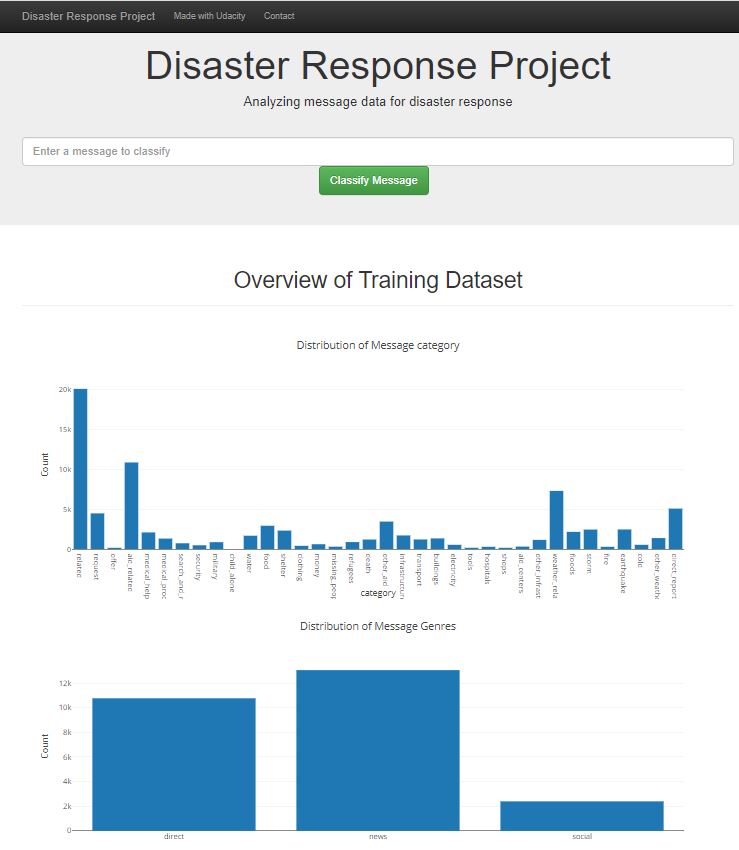 Disaster Response Project Made with Udacity Contact
Disaster Response Project
Analyzing message data for disaster response
Enter a message to classify
Classify Message
Overview of Training Dataset
Distribution of Message category
20k
15k
10k
5k
0
Count
related
request
offer
aid_related
medical_help
medical_prod
search_and_r
security
military
child_alone
water
food
shelter
clothing
money
missing_peop
refugees
death
other_aid
infrastructure
transport
buildings
electricity
tools
hospitals
shops
aid_centers
other_infrast
weather_rela
floods
storm
fire
earthquake
cold
other_weathe
direct_report
category
Distribution of Message Genres
12k
10k
8k
6k
4k
2k
0
Count
direct
news
social